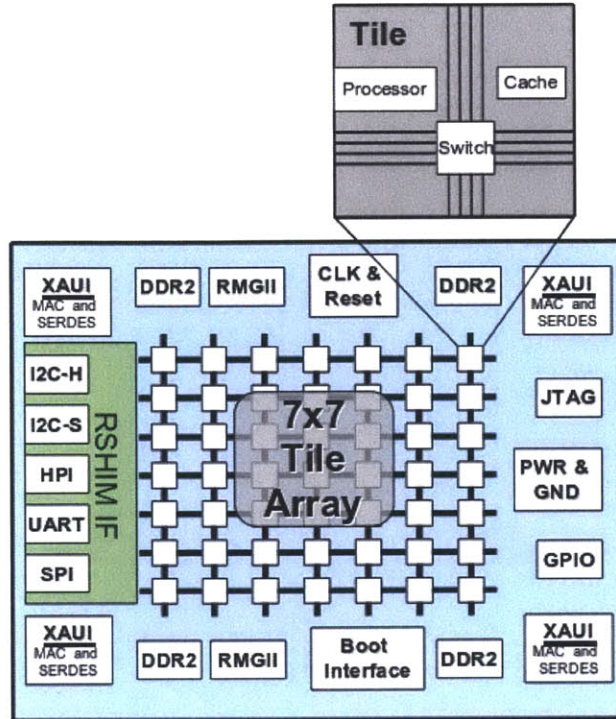 Tile
Processor
Cache
Switch
XAUI
MAC and
SERDES
DDR2
RMGII
CLK &
Reset
DDR2
XAUI
MAC and
SERDES
I2C-H
I2C-S
HPI
UART
SPI
RSHIM IF
7x7
Tile
Array
JTAG
PWR &
GND
GPIO
XAUI
MAC and
SERDES
DDR2
RMGII
Boot
Interface
DDR2
XAUI
MAC and
SERDES